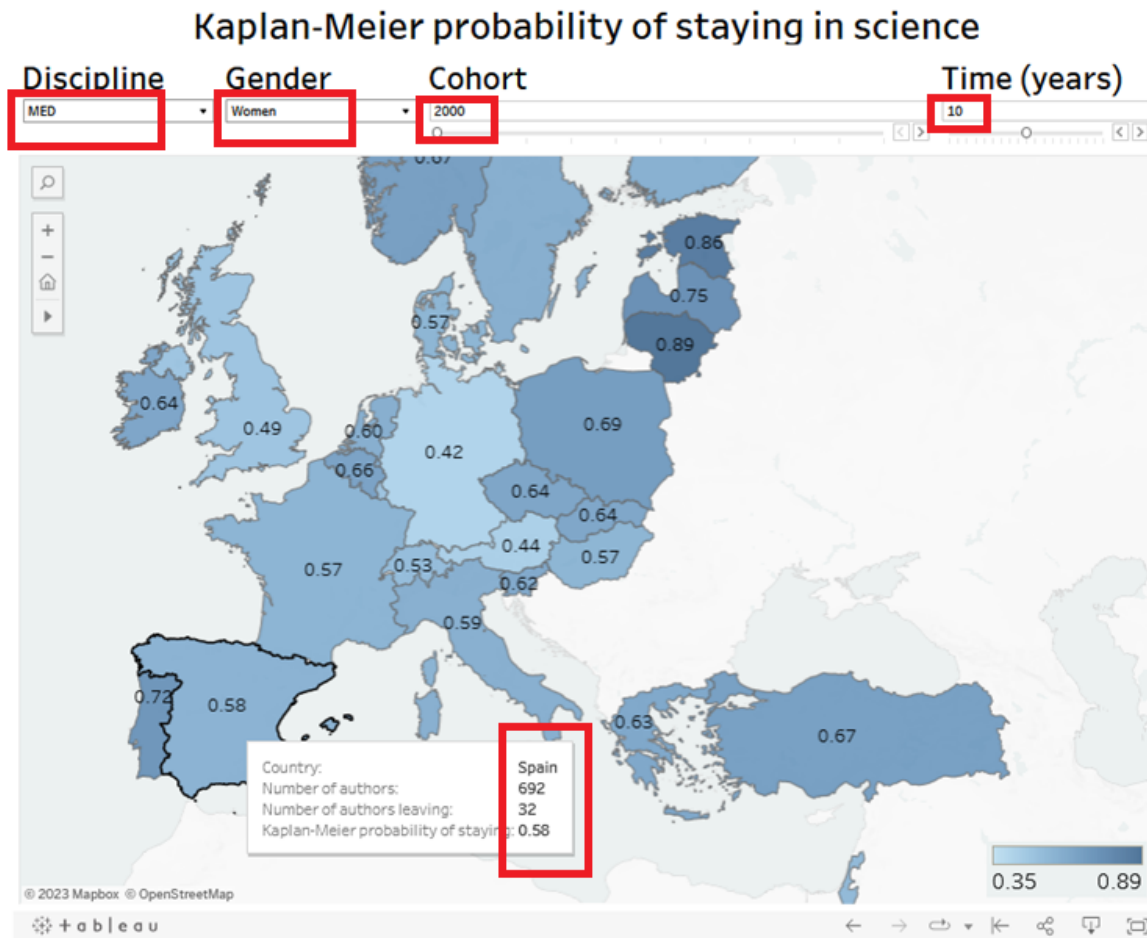 Kaplan-Meier probability of staying in science
Discipline Gender Cohort Time (years)
MED Women 2000 10
0.67
0.86
0.75
0.57
0.89
0.64
0.49
0.60
0.69
0.42
0.66
0.64
0.64
0.44
0.57
0.53
0.57
0.62
0.59
0.72
0.58
0.63
0.67
Country: Spain
Number of authors: 692
Number of authors leaving: 32
Kaplan-Meier probability of staying: 0.58
0.35 0.89
© 2023 Mapbox © OpenStreetMap
+ a b l e a u